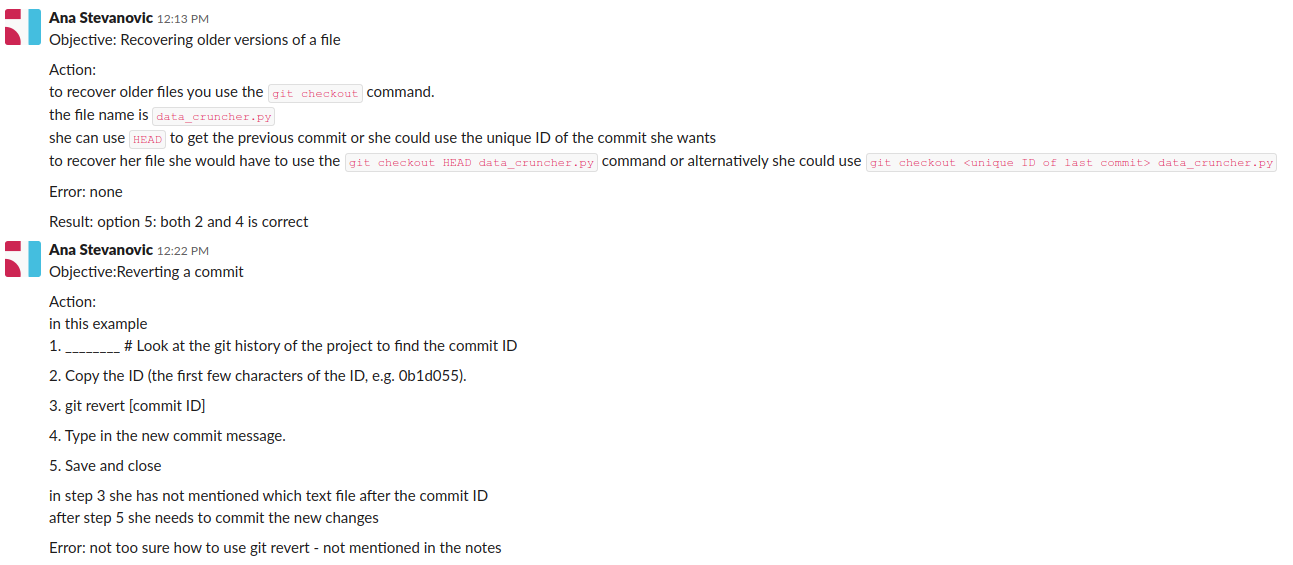 Ana Stevanovic 12:13 PM
Objective: Recovering older versions of a file
Action:
to recover older files you use the git checkout command.
the file name is data_cruncher.py
she can use HEAD to get the previous commit or she could use the unique ID of the commit she wants
to recover her file she would have to use the git checkout HEAD data_cruncher.py command or alternatively she could use git checkout <unique ID of last commit> data_cruncher.py
Error: none
Result: option 5: both 2 and 4 is correct
Ana Stevanovic 12:22 PM
Objective:Reverting a commit
Action:
in this example
1. ________ # Look at the git history of the project to find the commit ID
2. Copy the ID (the first few characters of the ID, e.g. 0b1d055).
3. git revert [commit ID]
4. Type in the new commit message.
5. Save and close
in step 3 she has not mentioned which text file after the commit ID
after step 5 she needs to commit the new changes
Error: not too sure how to use git revert - not mentioned in the notes